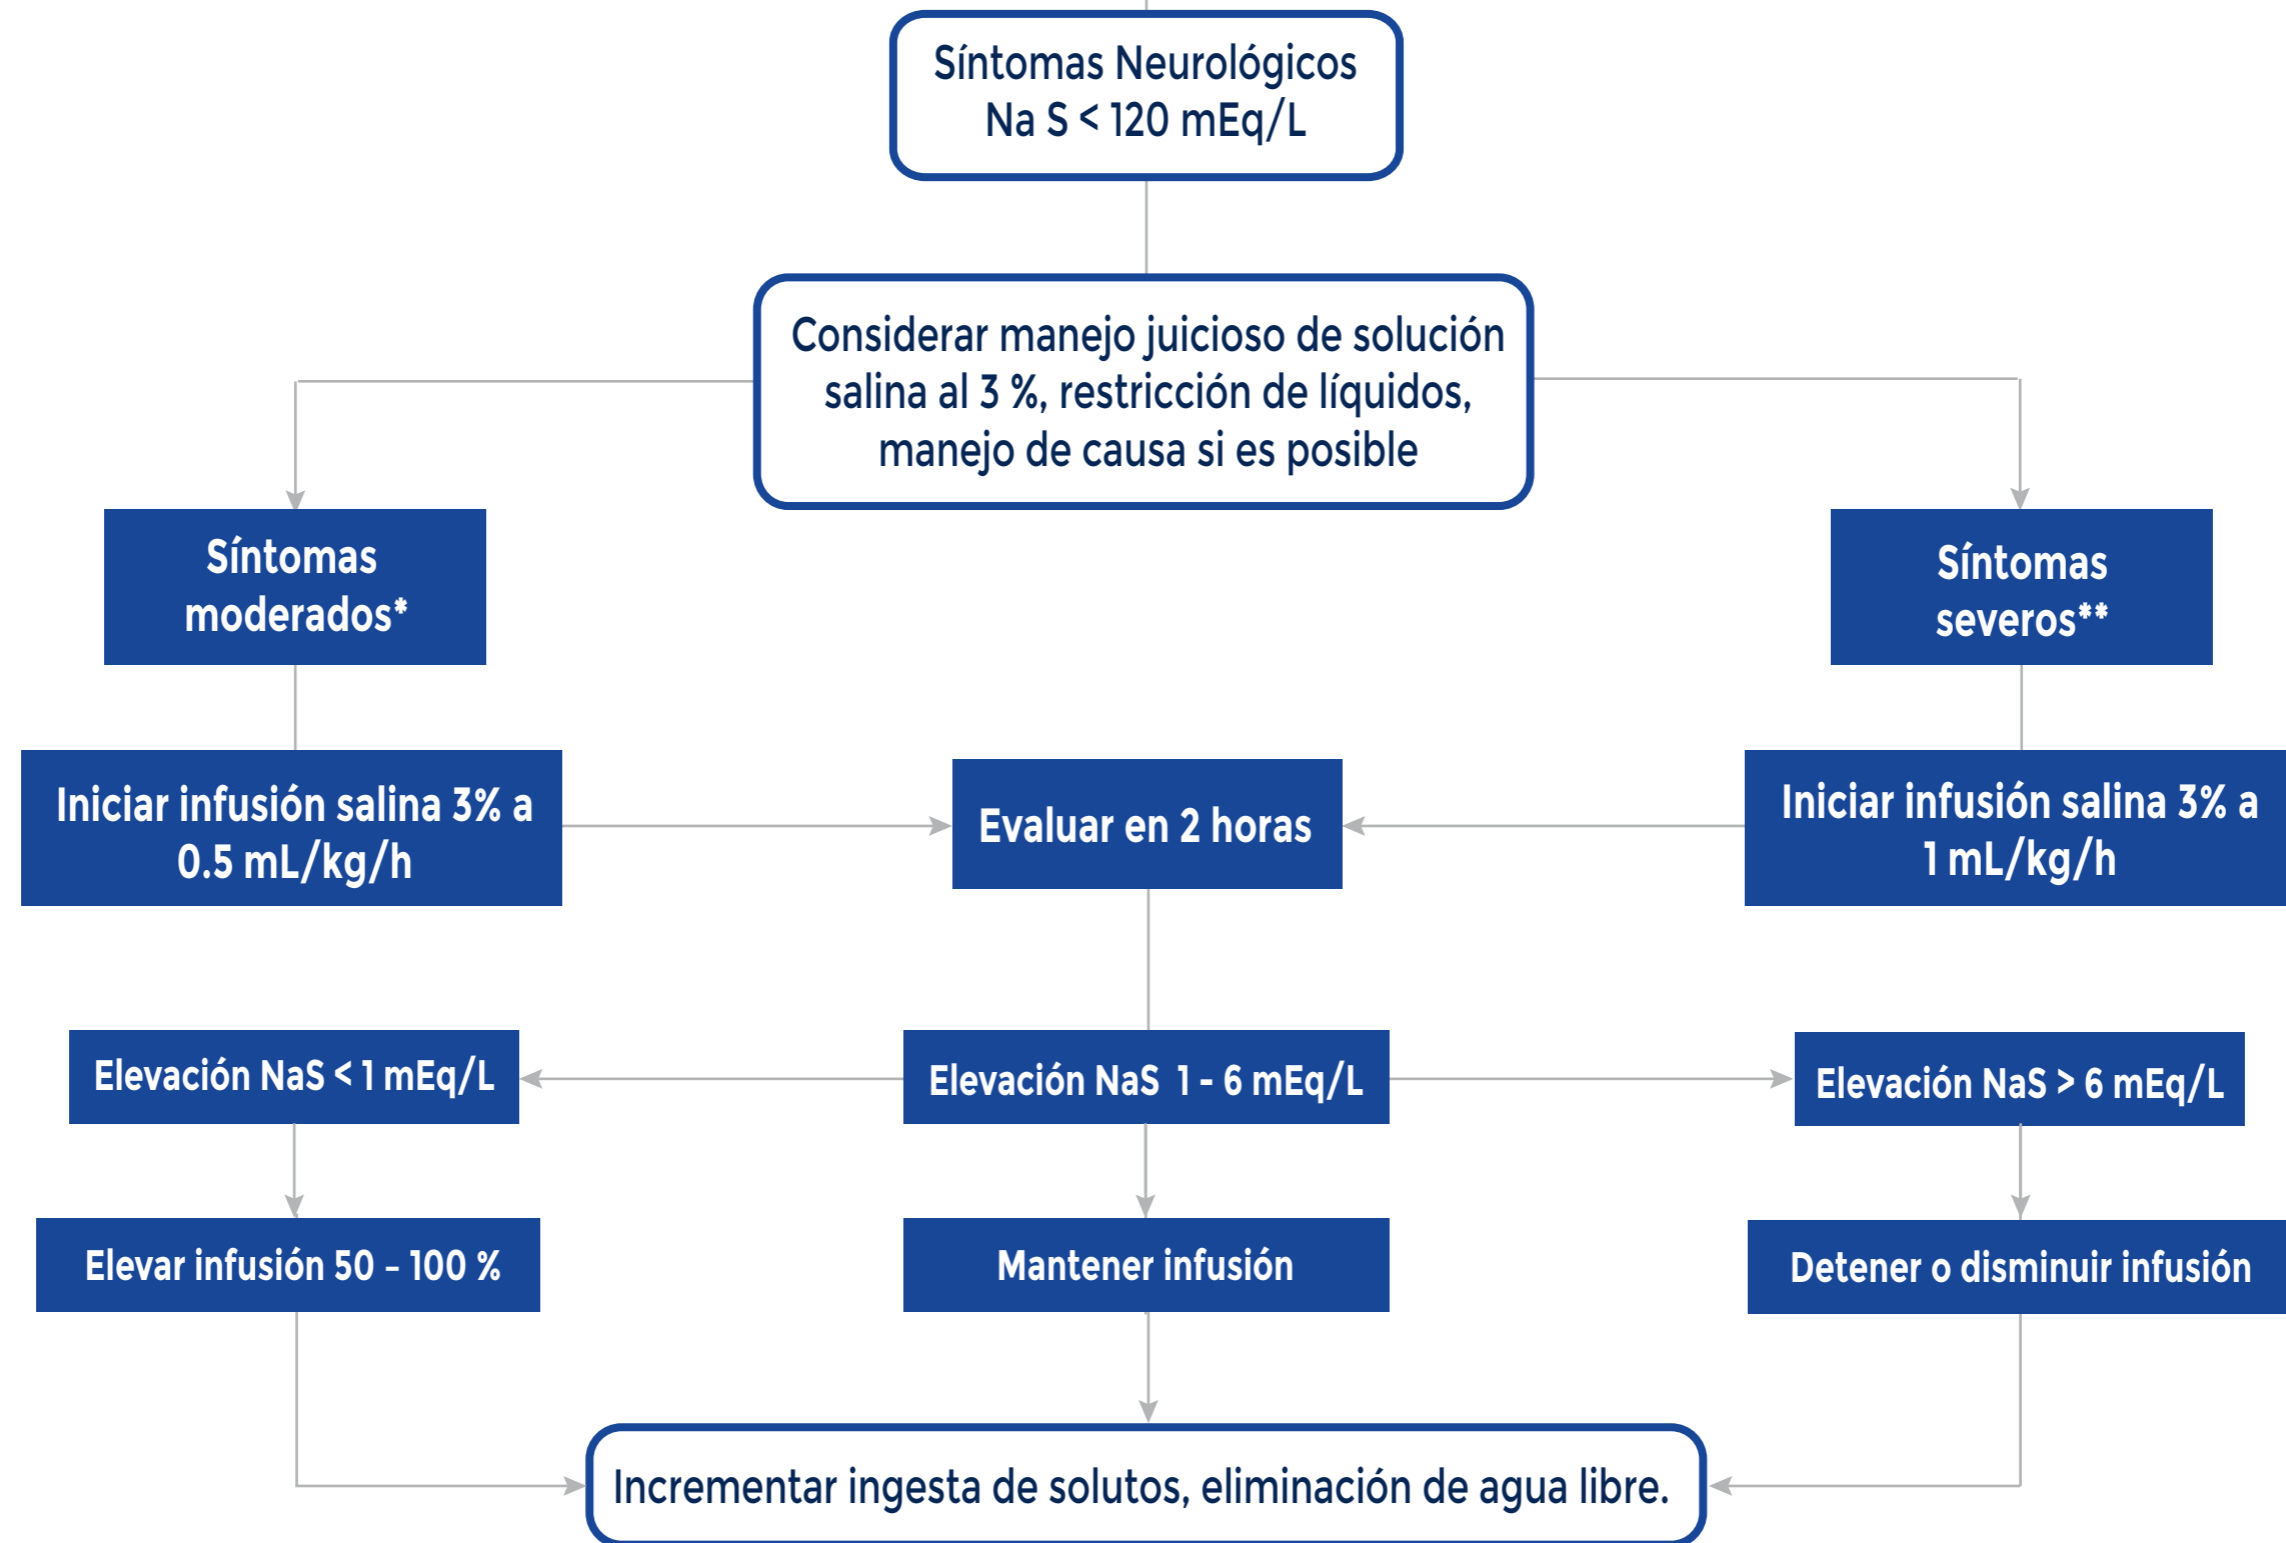 Síntomas Neurológicos
Na S < 120 mEq/L
Considerar manejo juicioso de solución
salina al 3 %, restricción de líquidos,
manejo de causa si es posible
Síntomas
moderados*
Síntomas
severos**
Iniciar infusión salina 3% a
0.5 mL/kg/h
Evaluar en 2 horas
Iniciar infusión salina 3% a
1 mL/kg/h
Elevación NaS < 1 mEq/L
Elevación NaS 1 - 6 mEq/L
Elevación NaS > 6 mEq/L
Elevar infusión 50 - 100 %
Mantener infusión
Detener o disminuir infusión
Incrementar ingesta de solutos, eliminación de agua libre.